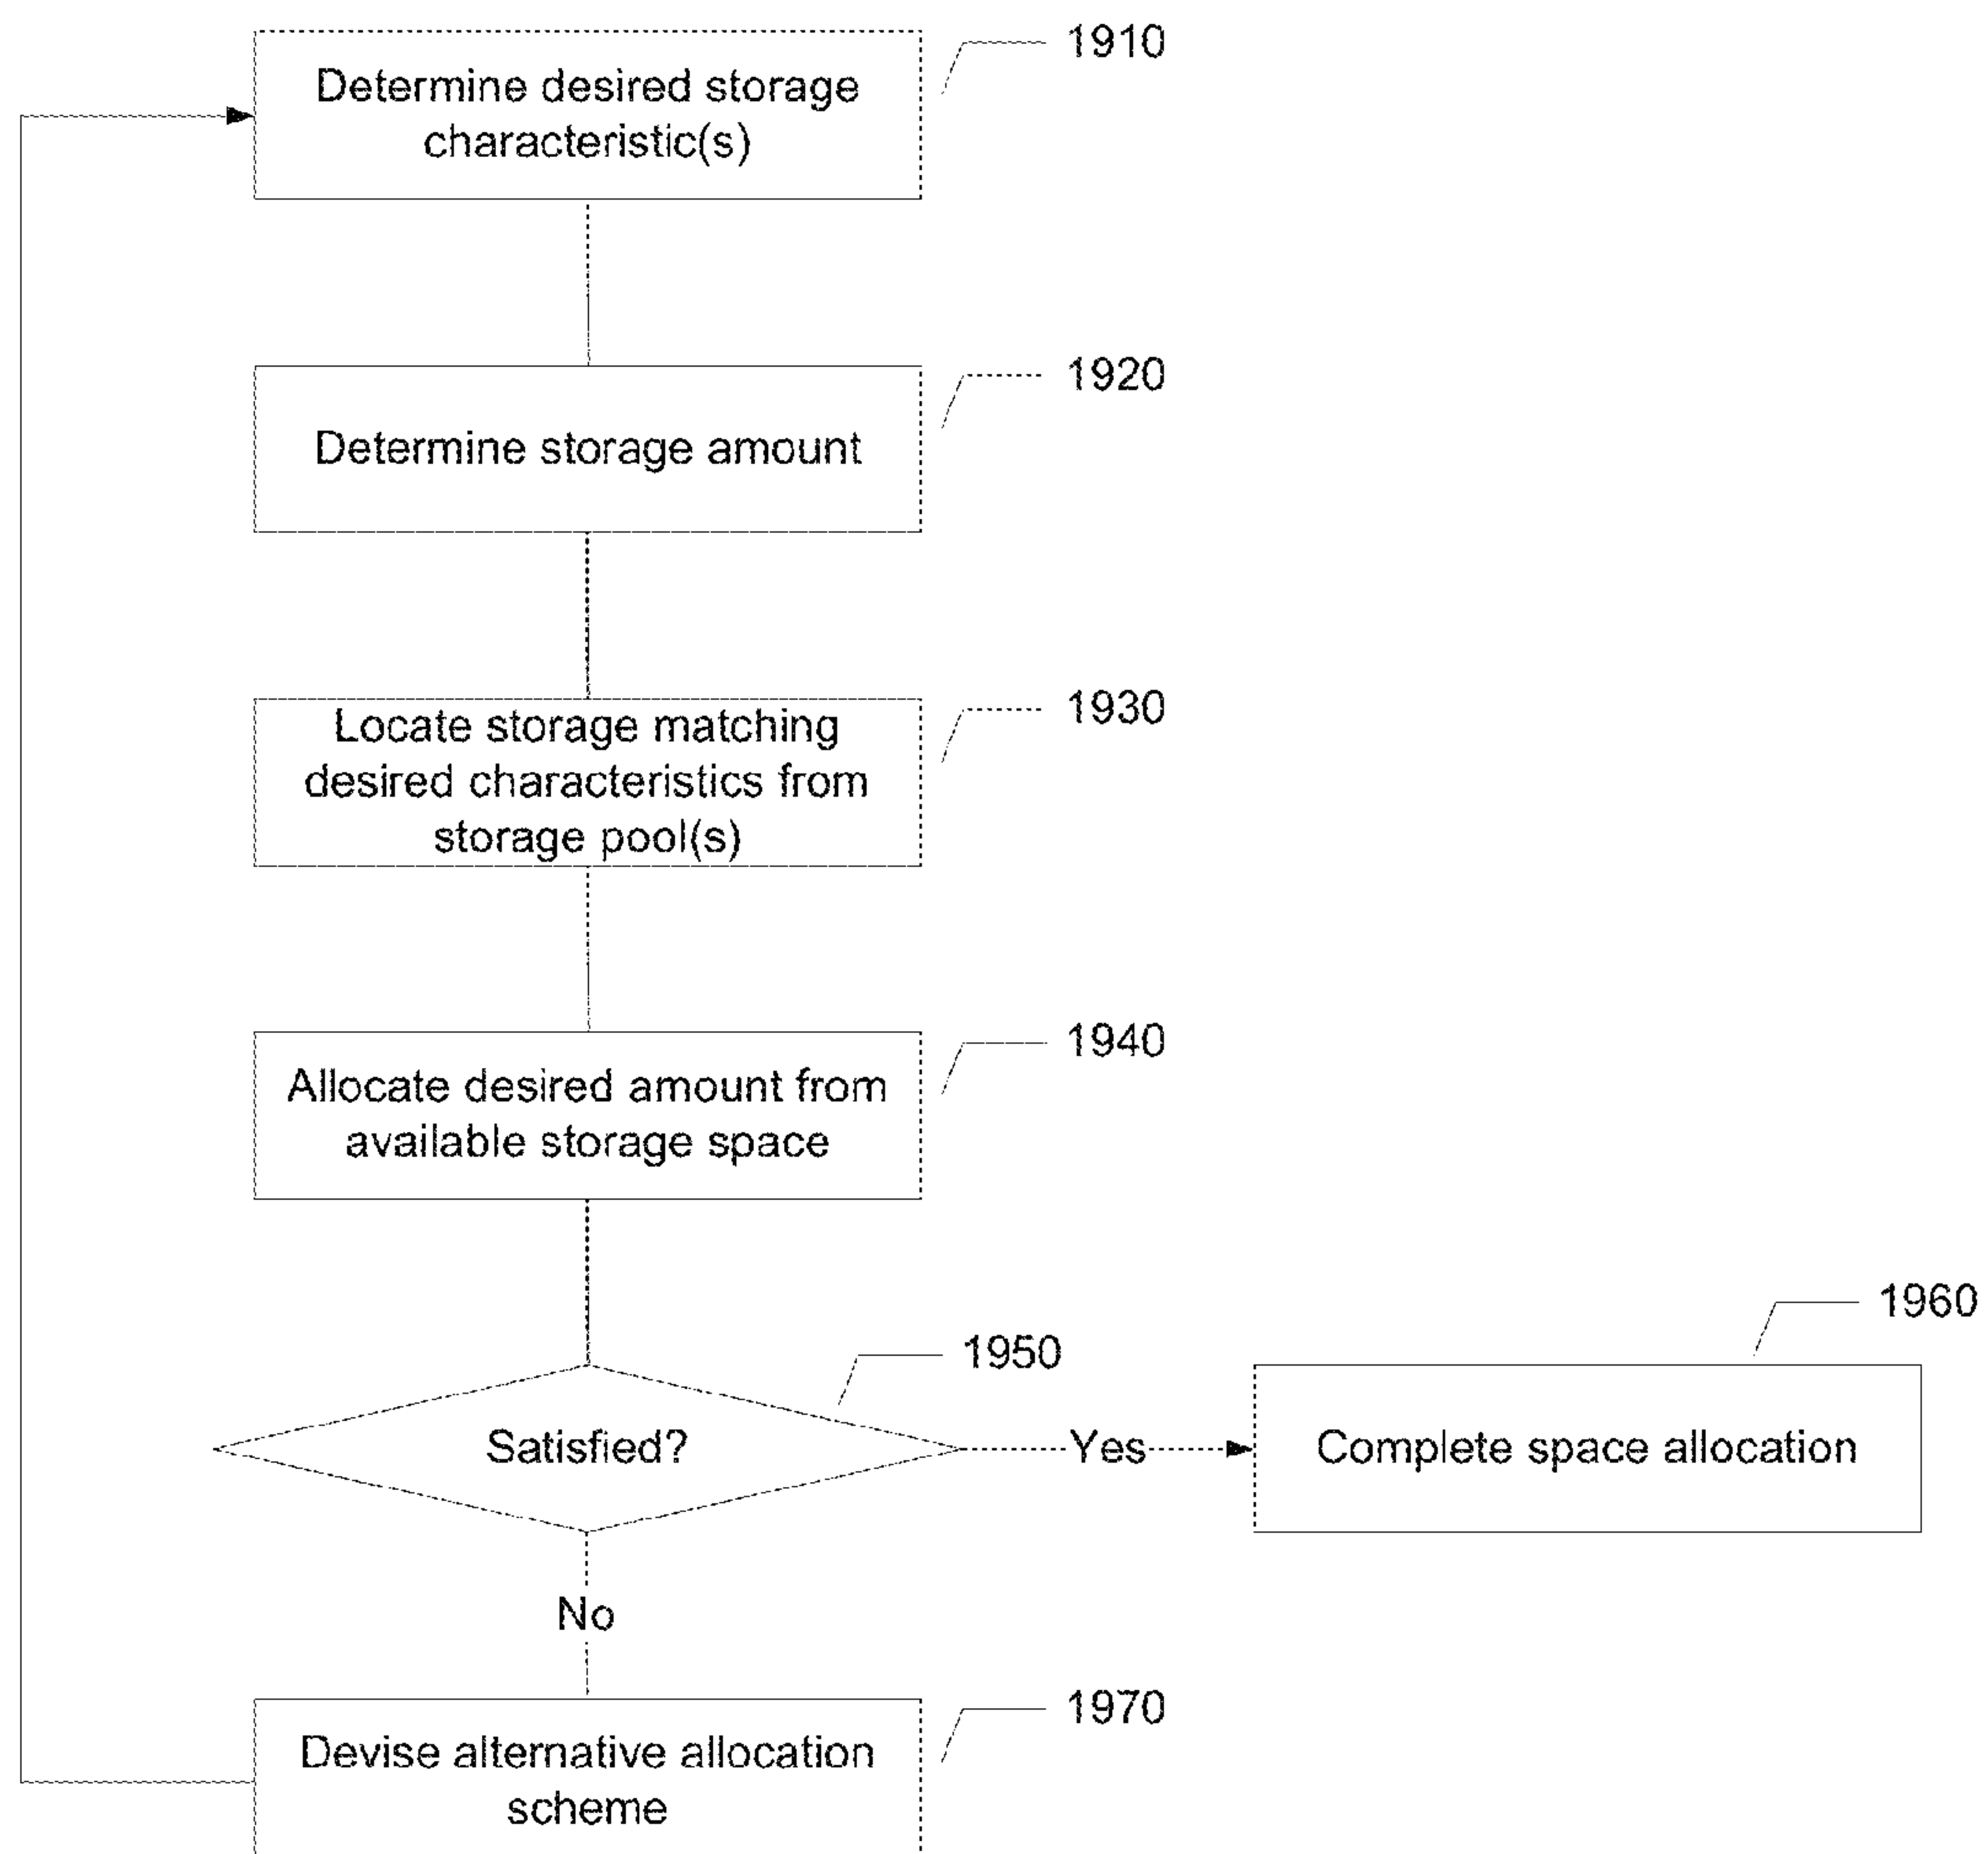 1910
Determine desired storage
characteristic(s)
1920
Determine storage amount
1930
Locate storage matching
desired characteristics from
storage pool(s)
1940
Allocate desired amount from
available storage space
1950
Satisfied?
Yes
1960
Complete space allocation
No
1970
Devise alternative allocation
scheme